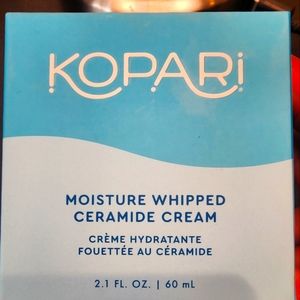 KOPARi
MOISTURE WHIPPED
CERAMIDE CREAM
CRÈME HYDRATANTE
FOUETTÉE AU CÉRAMIDE
2.1 FL. OZ. | 60 mL